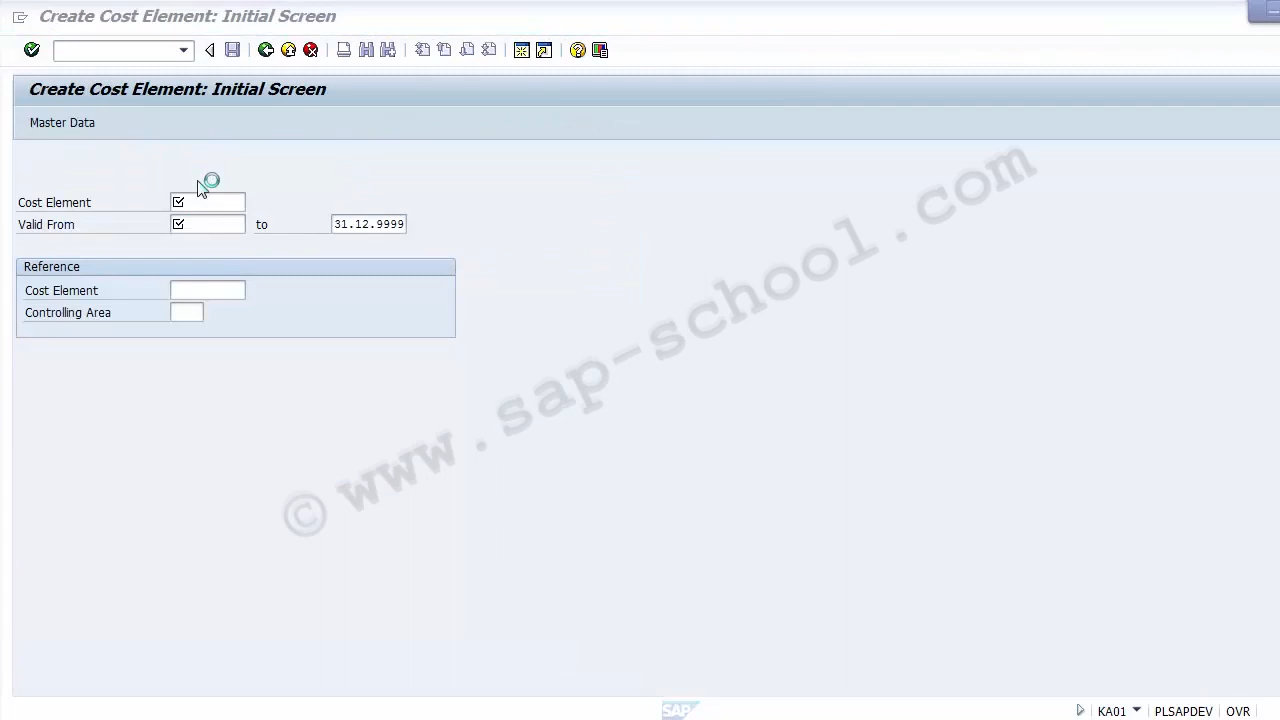 Create Cost Element: Initial Screen
Create Cost Element: Initial Screen
Master Data
Cost Element
Valid From to 31.12.9999
Reference
Cost Element
Controlling Area
© www.sap-school.com
SAP
KA01 PLSAPDEV OVR